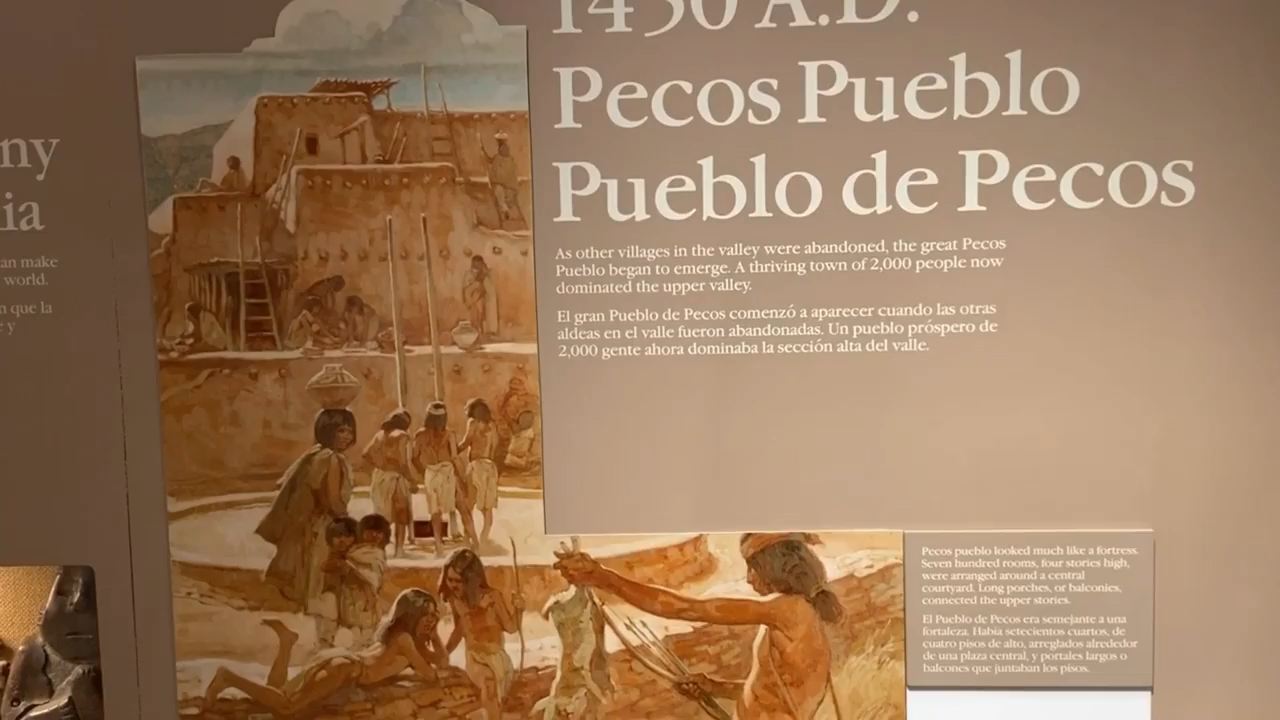 ny
ia
an make
world.
n que la
y
1450 A.D.
Pecos Pueblo
Pueblo de Pecos
As other villages in the valley were abandoned, the great Pecos
Pueblo began to emerge. A thriving town of 2,000 people now
dominated the upper valley.
El gran Pueblo de Pecos comenzó a aparecer cuando las otras
aldeas en el valle fueron abandonadas. Un pueblo próspero de
2,000 gente ahora dominaba la sección alta del valle.
Pecos pueblo looked much like a fortress.
Seven hundred rooms, four stories high,
were arranged around a central
courtyard. Long porches, or balconies,
connected the upper stories.
El Pueblo de Pecos era semejante a una
fortaleza. Había setecientos cuartos, de
cuatro pisos de alto, arreglados alrededor
de una plaza central, y portales largos o
balcones que juntaban los pisos.